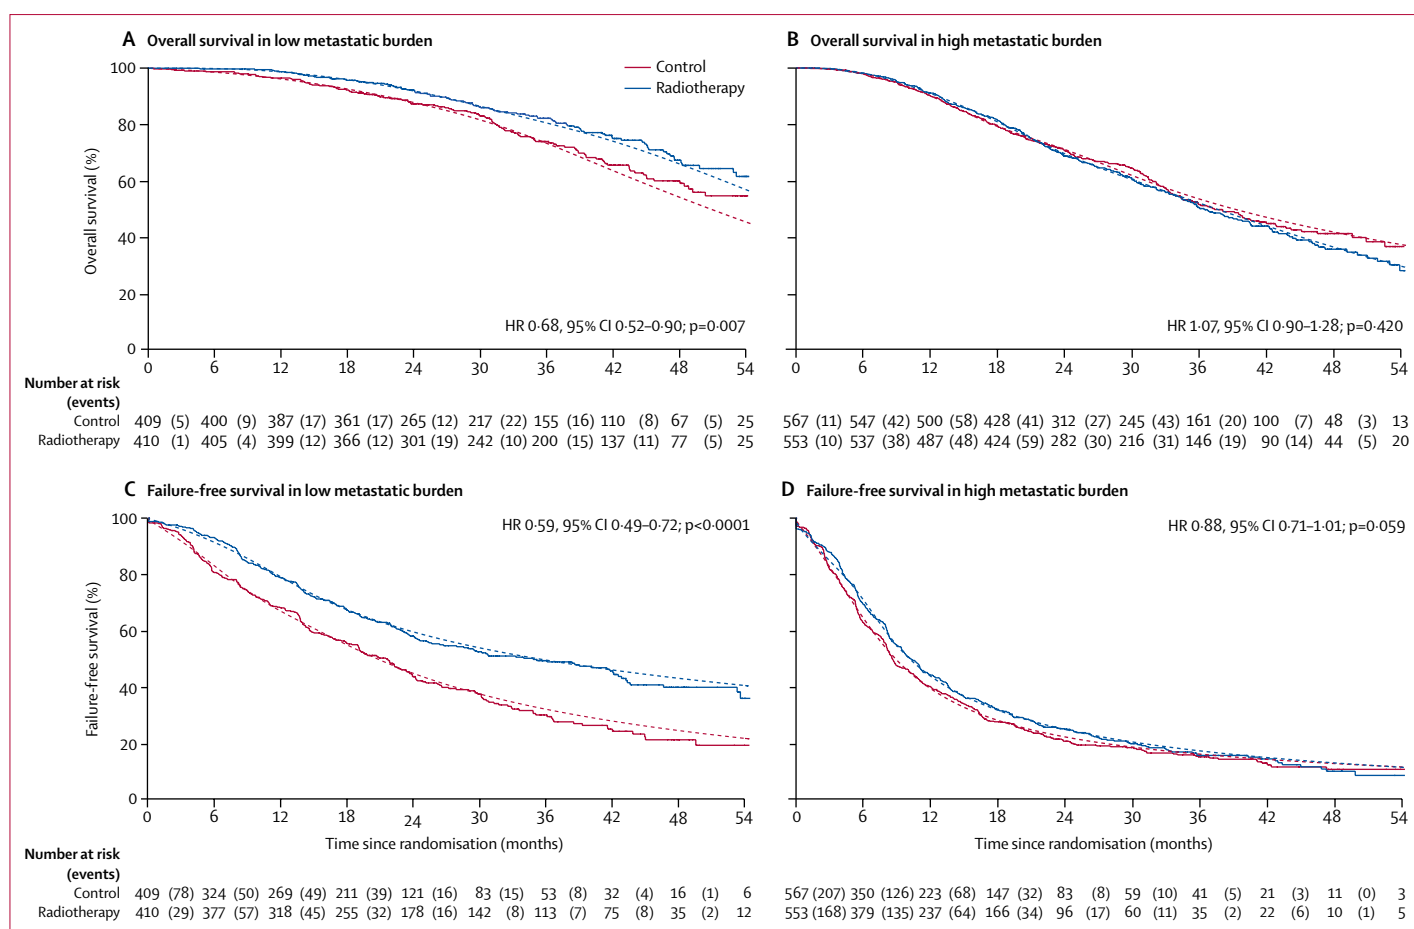 A Overall survival in low metastatic burden
B Overall survival in high metastatic burden
Control
Radiotherapy
Overall survival (%)
100
80
60
40
20
0
HR 0·68, 95% CI 0·52–0·90; p=0·007
HR 1·07, 95% CI 0·90–1·28; p=0·420
0 6 12 18 24 30 36 42 48 54
0 6 12 18 24 30 36 42 48 54
Number at risk
(events)
Control 409 (5) 400 (9) 387 (17) 361 (17) 265 (12) 217 (22) 155 (16) 110 (8) 67 (5) 25
567 (11) 547 (42) 500 (58) 428 (41) 312 (27) 245 (43) 161 (20) 100 (7) 48 (3) 13
Radiotherapy 410 (1) 405 (4) 399 (12) 366 (12) 301 (19) 242 (10) 200 (15) 137 (11) 77 (5) 25
553 (10) 537 (38) 487 (48) 424 (59) 282 (30) 216 (31) 146 (19) 90 (14) 44 (5) 20
C Failure-free survival in low metastatic burden
D Failure-free survival in high metastatic burden
Failure-free survival (%)
100
80
60
40
20
0
HR 0·59, 95% CI 0·49–0·72; p<0·0001
HR 0·88, 95% CI 0·71–1·01; p=0·059
0 6 12 18 24 30 36 42 48 54
0 6 12 18 24 30 36 42 48 54
Time since randomisation (months)
Time since randomisation (months)
Number at risk
(events)
Control 409 (78) 324 (50) 269 (49) 211 (39) 121 (16) 83 (15) 53 (8) 32 (4) 16 (1) 6
567 (207) 350 (126) 223 (68) 147 (32) 83 (8) 59 (10) 41 (5) 21 (3) 11 (0) 3
Radiotherapy 410 (29) 377 (57) 318 (45) 255 (32) 178 (16) 142 (8) 113 (7) 75 (8) 35 (2) 12
553 (168) 379 (135) 237 (64) 166 (34) 96 (17) 60 (11) 35 (2) 22 (6) 10 (1) 5